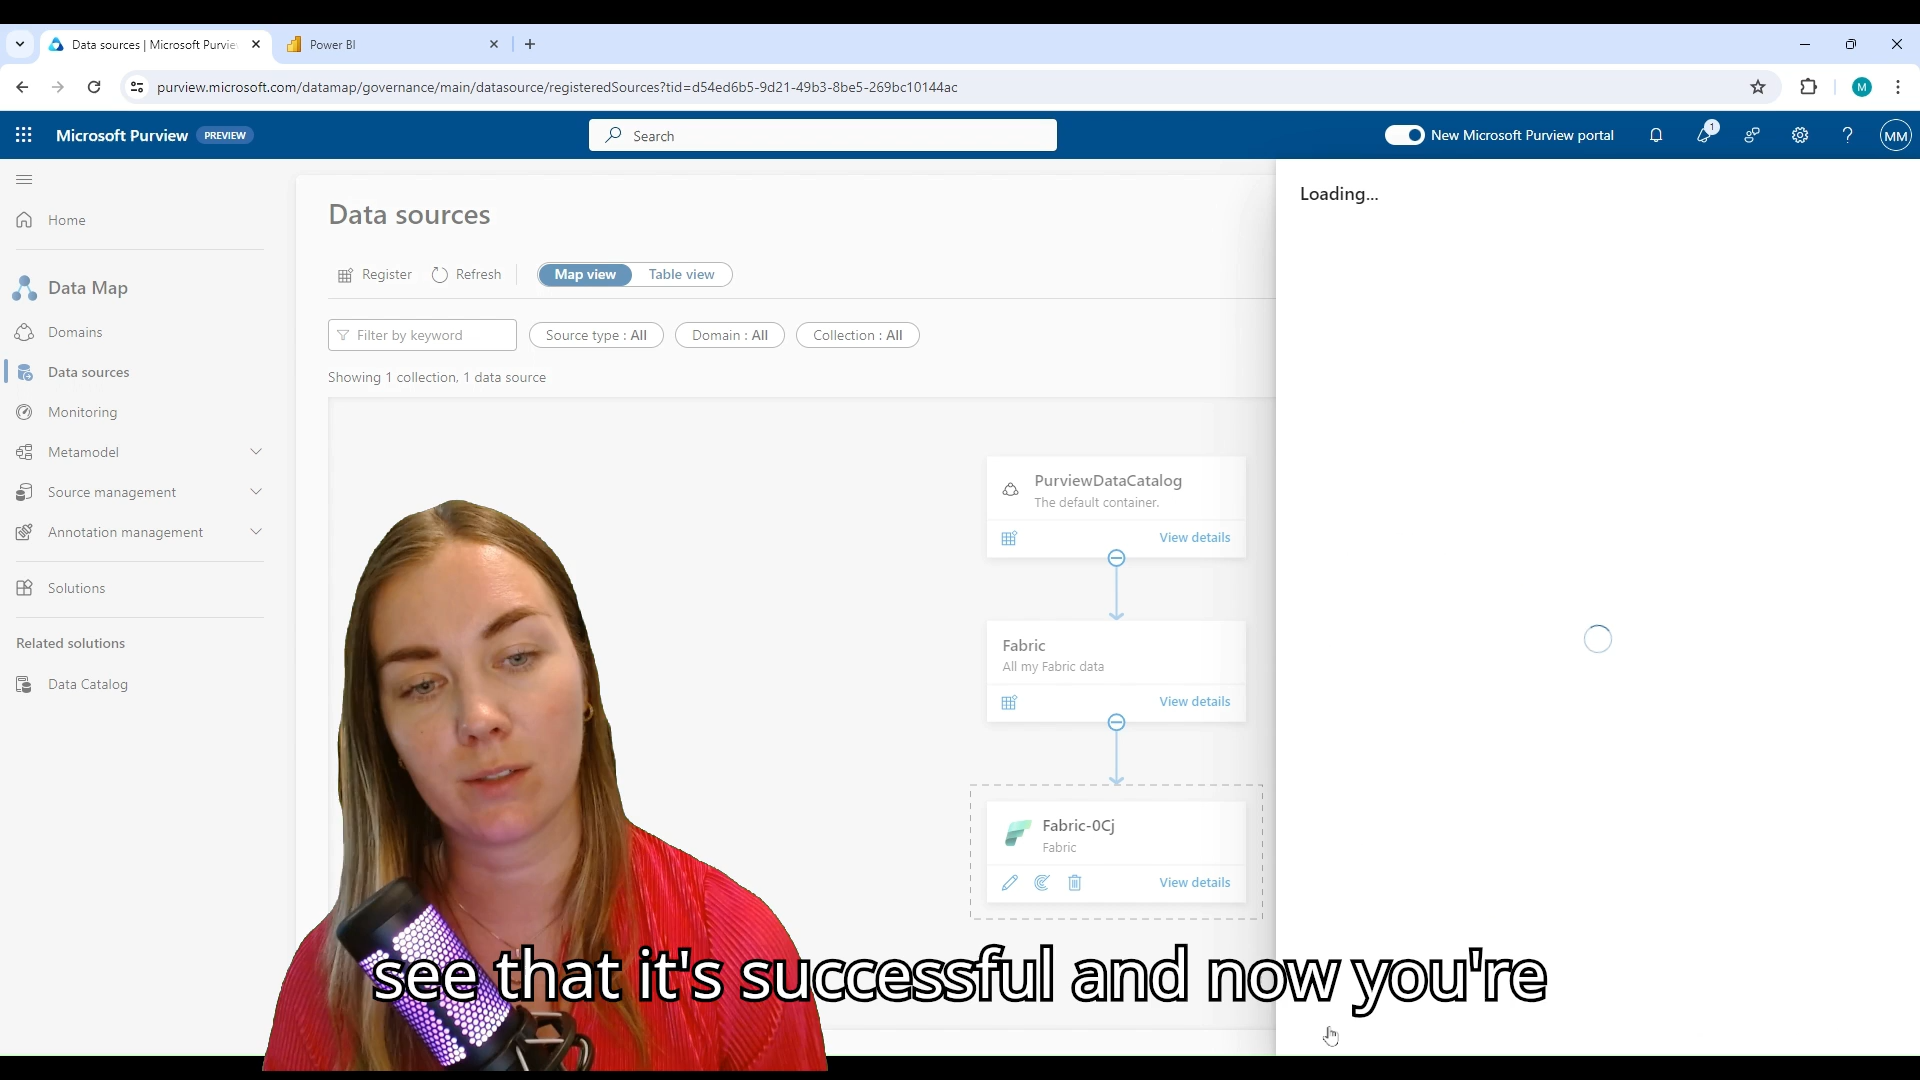 Data sources | Microsoft Purvie
Power BI
purview.microsoft.com/datamap/governance/main/datasource/registeredSources?tid=d54ed6b5-9d21-49b3-8be5-269bc10144ac
M
Microsoft Purview PREVIEW
Search
New Microsoft Purview portal
1
?
MM
Home
Data Map
Domains
Data sources
Monitoring
Metamodel
Source management
Annotation management
Solutions
Related solutions
Data Catalog
Data sources
Register
Refresh
Map view
Table view
Filter by keyword
Source type : All
Domain : All
Collection : All
Showing 1 collection, 1 data source
PurviewDataCatalog
The default container.
View details
Fabric
All my Fabric data
View details
Fabric-0Cj
Fabric
View details
Loading...
see that it's successful and now you're